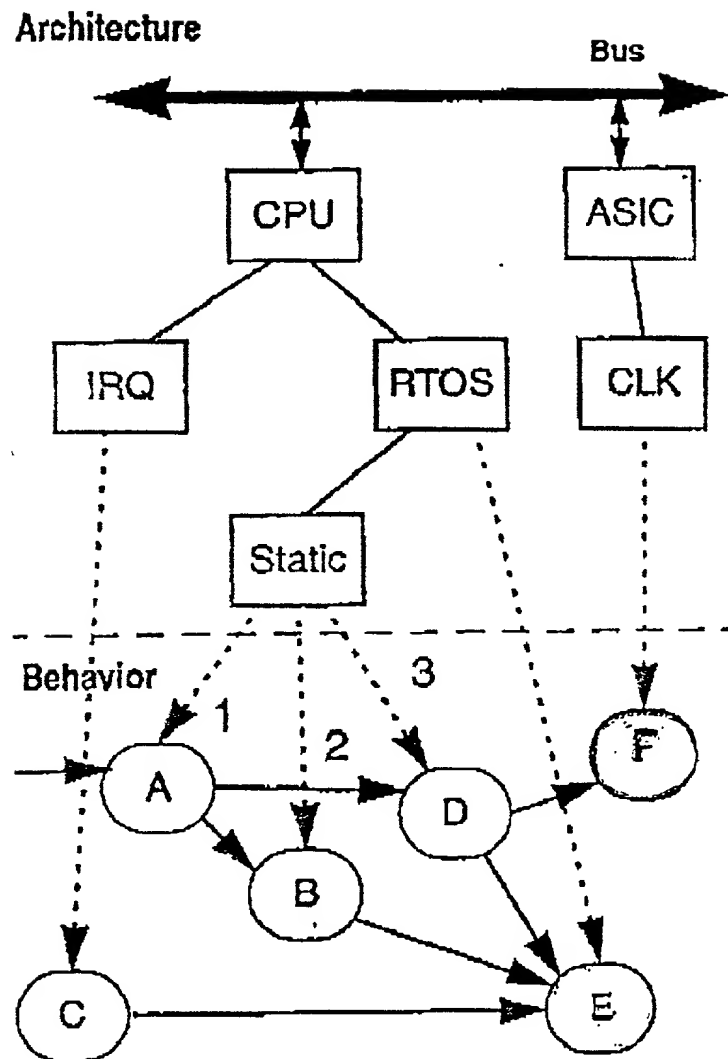 Architecture
Bus
CPU
ASIC
IRQ
RTOS
CLK
Static
Behavior
1
2
3
A
B
D
F
C
E